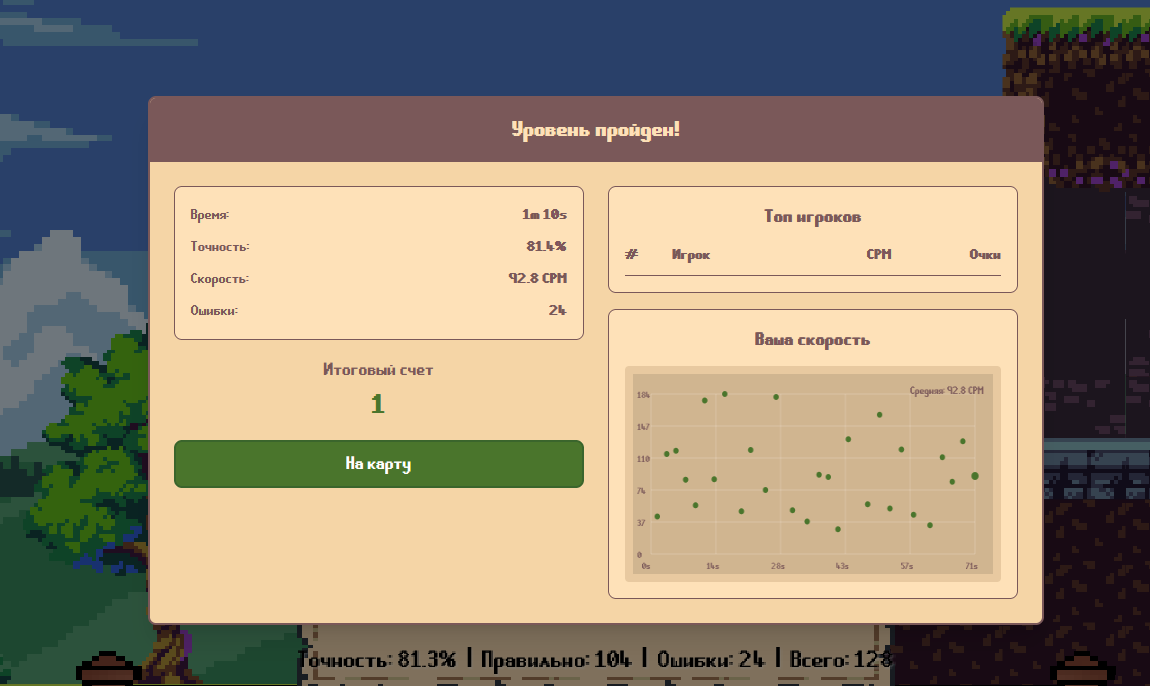 Уровень пройден!
Время: 1m 10s
Точность: 81.4%
Скорость: 92.8 CPM
Ошибки: 24
Итоговый счет
1
На карту
Топ игроков
# Игрок CPM Очки
Ваша скорость
Средняя: 92.8 CPM
184
147
110
74
37
0
0s 14s 28s 43s 57s 71s
Точность: 81.3% | Правильно: 104 | Ошибки: 24 | Всего: 128